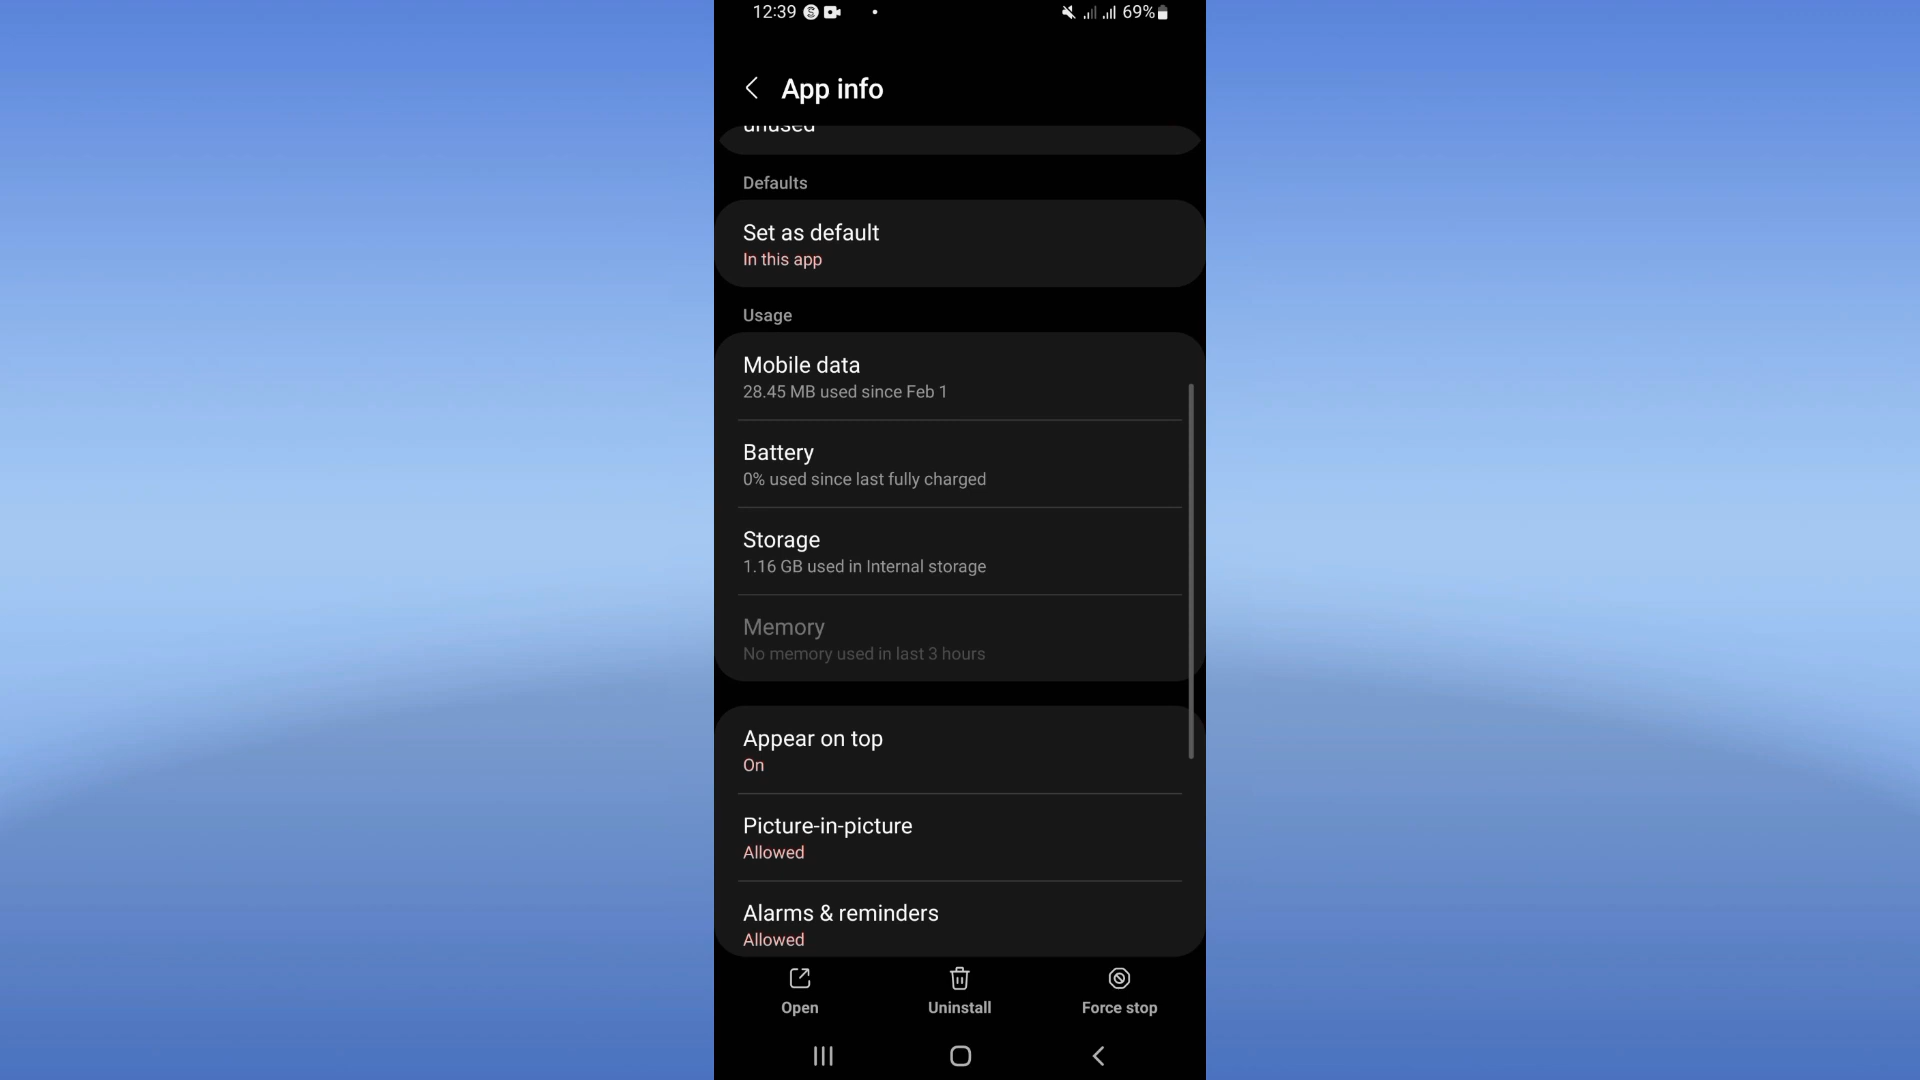 12:39
69%
App info
unused
Defaults
Set as default
In this app
Usage
Mobile data
28.45 MB used since Feb 1
Battery
0% used since last fully charged
Storage
1.16 GB used in Internal storage
Memory
No memory used in last 3 hours
Appear on top
On
Picture-in-picture
Allowed
Alarms & reminders
Allowed
Open
Uninstall
Force stop